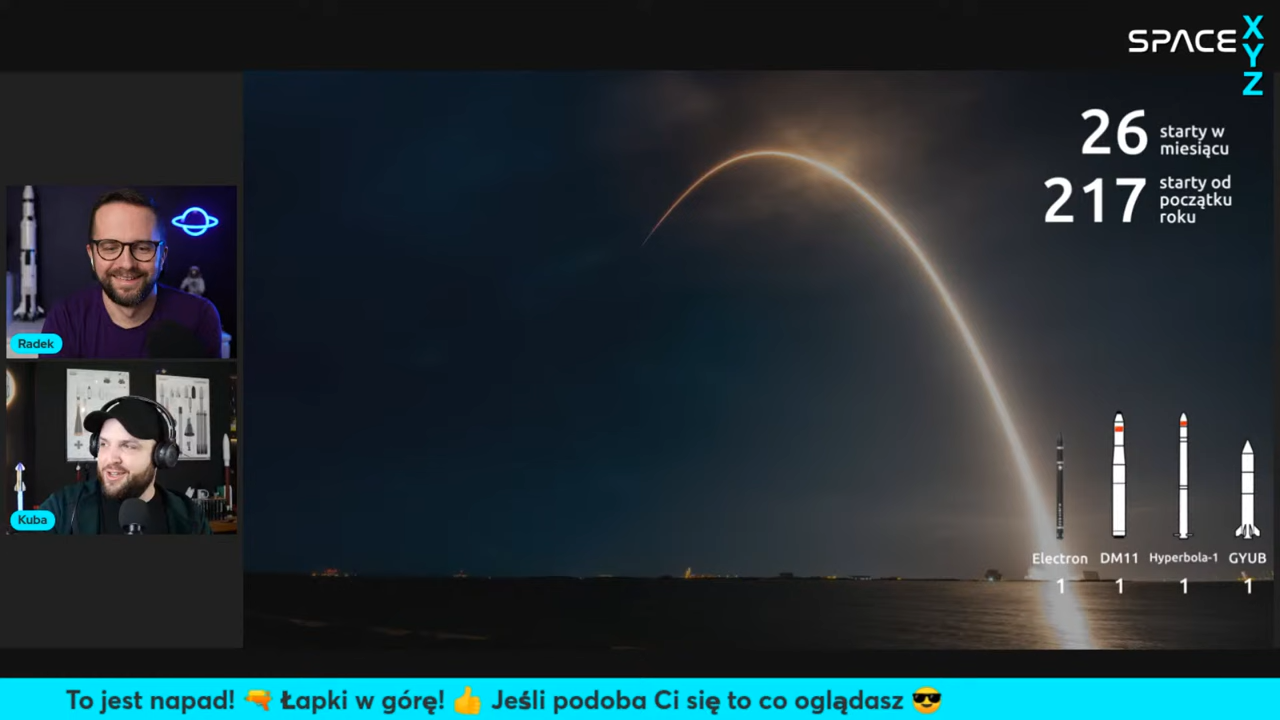 SPACE XYZ
26 starty w
miesiącu
217 starty od
początku
roku
Radek
Kuba
Electron DM11 Hyperbola-1 GYUB
1 1 1 1
To jest napad! 🔫 Łapki w górę! 👍 Jeśli podoba Ci się to co oglądasz 😎